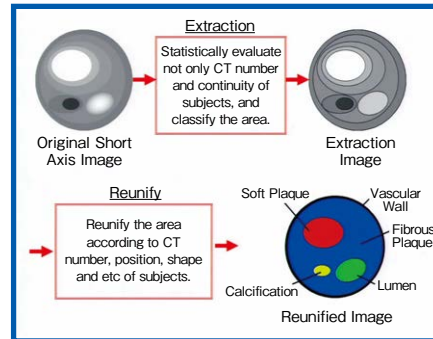 Extraction
Statistically evaluate
not only CT number
and continuity of
subjects, and
classify the area.
Original Short
Axis Image
Extraction
Image
Reunify
Reunify the area
according to CT
number, position, shape
and etc of subjects.
Soft Plaque
Vascular
Wall
Fibrous
Plaque
Calcification
Lumen
Reunified Image